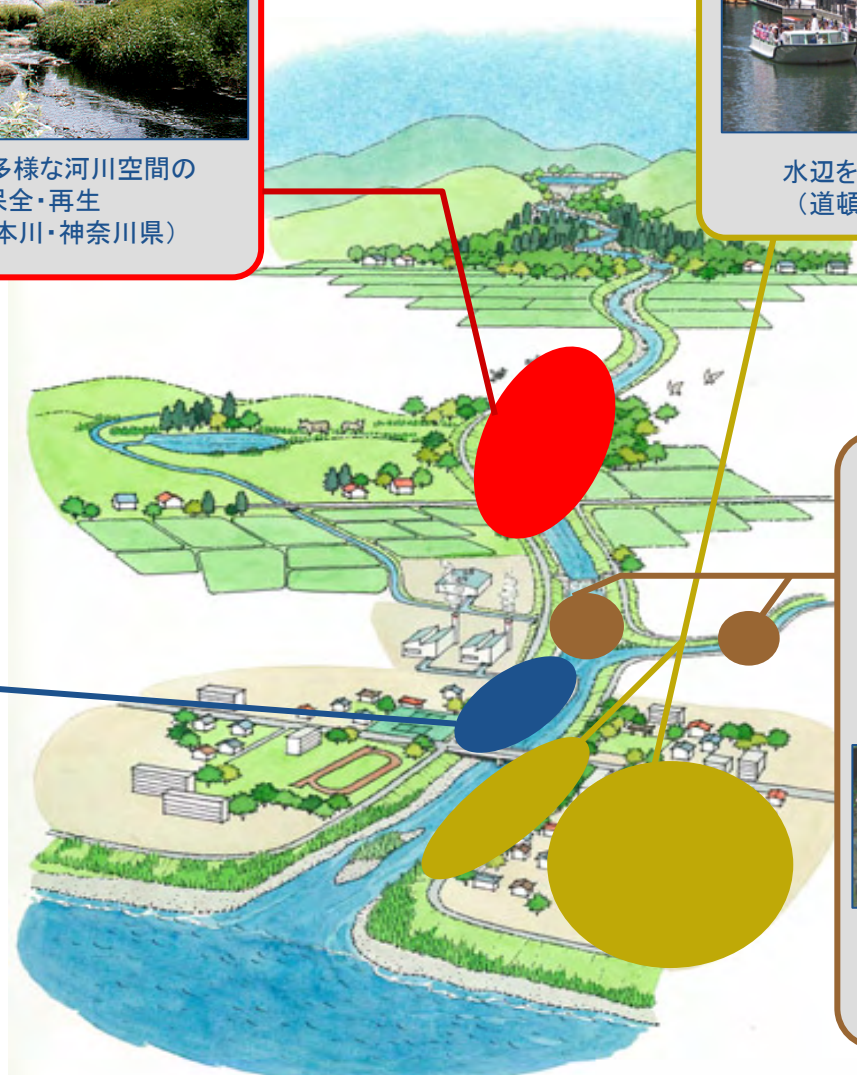 多様な河川空間の
保全・再生
本川・神奈川県）
水辺を
（道頓